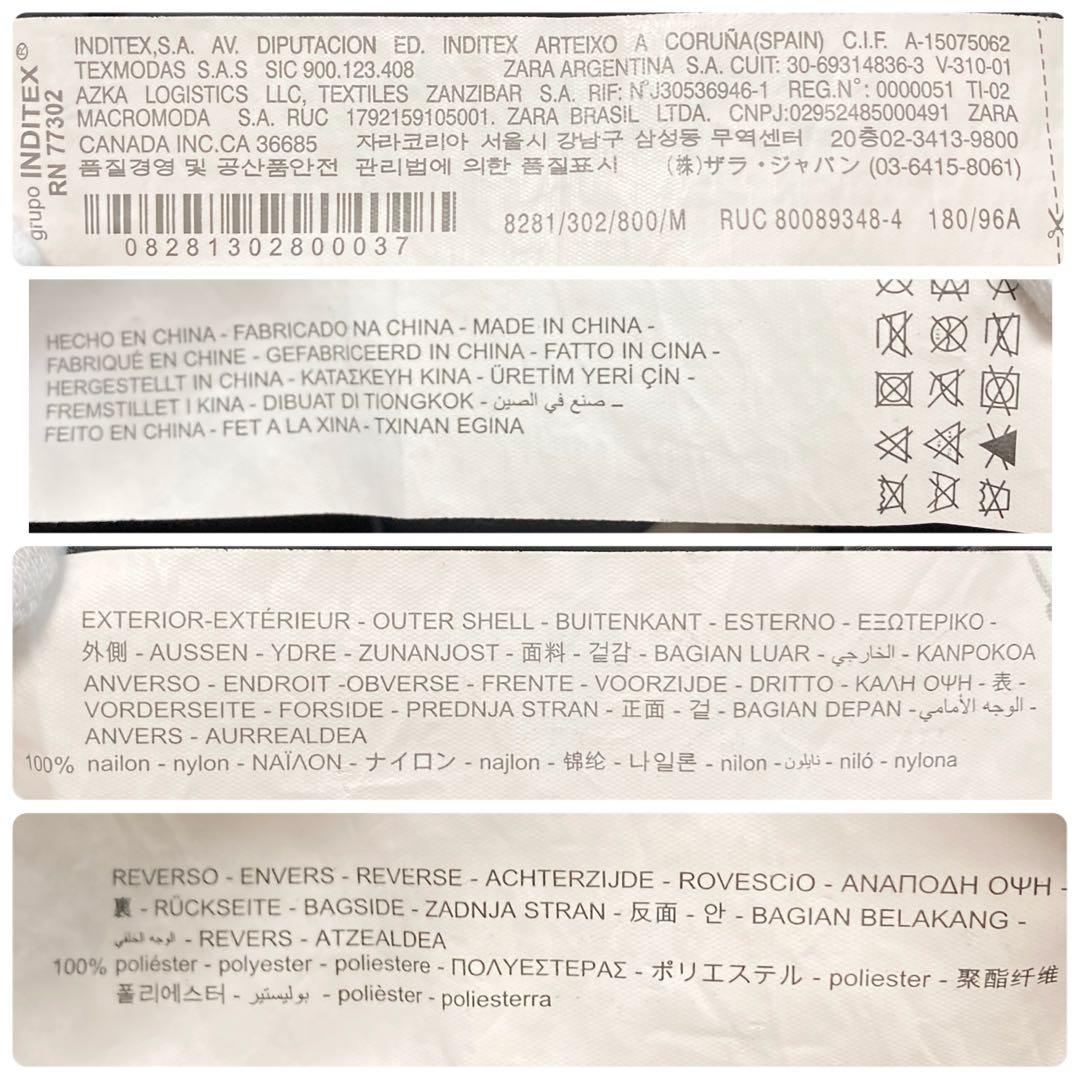 grupo INDITEX®
RN 77302
INDITEX,S.A. AV. DIPUTACION ED. INDITEX ARTEIXO A CORUÑA(SPAIN) C.I.F. A-15075062
TEXMODAS S.A.S SIC 900.123.408 ZARA ARGENTINA S.A. CUIT: 30-69314836-3 V-310-01
AZKA LOGISTICS LLC, TEXTILES ZANZIBAR S.A. RIF: N°J30536946-1 REG.N°: 0000051 TI-02
MACROMODA S.A. RUC 1792159105001. ZARA BRASIL LTDA. CNPJ:02952485000491 ZARA
CANADA INC.CA 36685 자라코리아 서울시 강남구 삼성동 무역센터 20층02-3413-9800
품질경영 및 공산품안전 관리법에 의한 품질표시 (株)ザラ・ジャパン (03-6415-8061)
08281302800037
8281/302/800/M RUC 80089348-4 180/96A
HECHO EN CHINA - FABRICADO NA CHINA - MADE IN CHINA -
FABRIQUÉ EN CHINE - GEFABRICEERD IN CHINA - FATTO IN CINA -
HERGESTELLT IN CHINA - ΚΑΤΑΣΚΕΥΗ ΚΙΝΑ - ÜRETİM YERİ ÇİN -
FREMSTILLET I KINA - DIBUAT DI TIONGKOK - صنع في الصين –
FEITO EN CHINA - FET A LA XINA - TXINAN EGINA
EXTERIOR-EXTÉRIEUR - OUTER SHELL - BUITENKANT - ESTERNO - ΕΞΩΤΕΡΙΚΟ -
外側 - AUSSEN - YDRE - ZUNANJOST - 面料 - 겉감 - BAGIAN LUAR - الخارجي - KANPOKOA
ANVERSO - ENDROIT -OBVERSE - FRENTE - VOORZIJDE - DRITTO - ΚΑΛΗ ΟΨΗ - 表 -
VORDERSEITE - FORSIDE - PREDNJA STRAN - 正面 - 겉 - BAGIAN DEPAN - الوجه الأمامي -
ANVERS - AURREALDEA
100% nailon - nylon - ΝΑΪΛΟΝ - ナイロン - najlon - 锦纶 - 나일론 - nilon - نايلون - niló - nylona
REVERSO - ENVERS - REVERSE - ACHTERZIJDE - ROVESCiO - ΑΝΑΠΟΔΗ ΟΨΗ -
裏 - RÜCKSEITE - BAGSIDE - ZADNJA STRAN - 反面 - 안 - BAGIAN BELAKANG -
الوجه الخلفي - REVERS - ATZEALDEA
100% poliéster - polyester - poliestere - ΠΟΛΥΕΣΤΕΡΑΣ - ポリエステル - poliester - 聚酯纤维
폴리에스터 - بوليستير - polièster - poliesterra